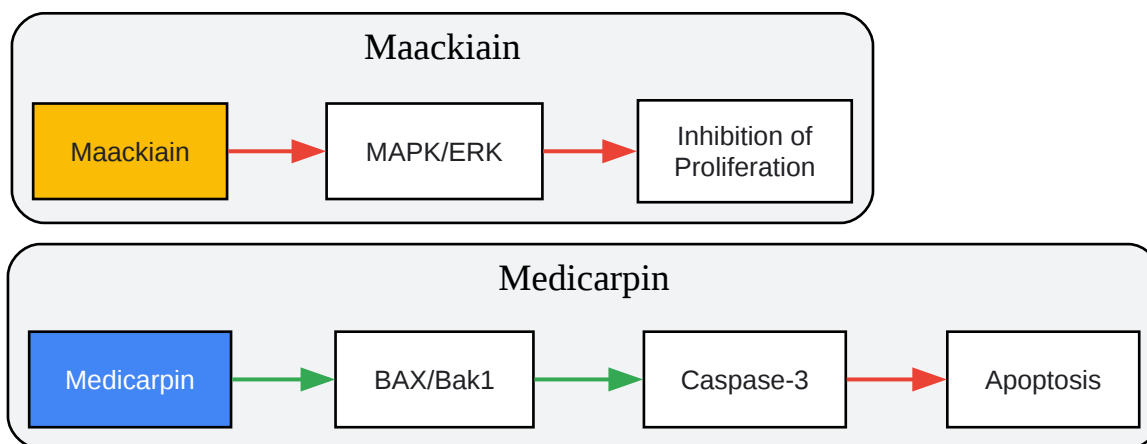 Maackiain
Maackiain
MAPK/ERK
Inhibition of
Proliferation
Medicarpin
Medicarpin
BAX/Bak1
Caspase-3
Apoptosis